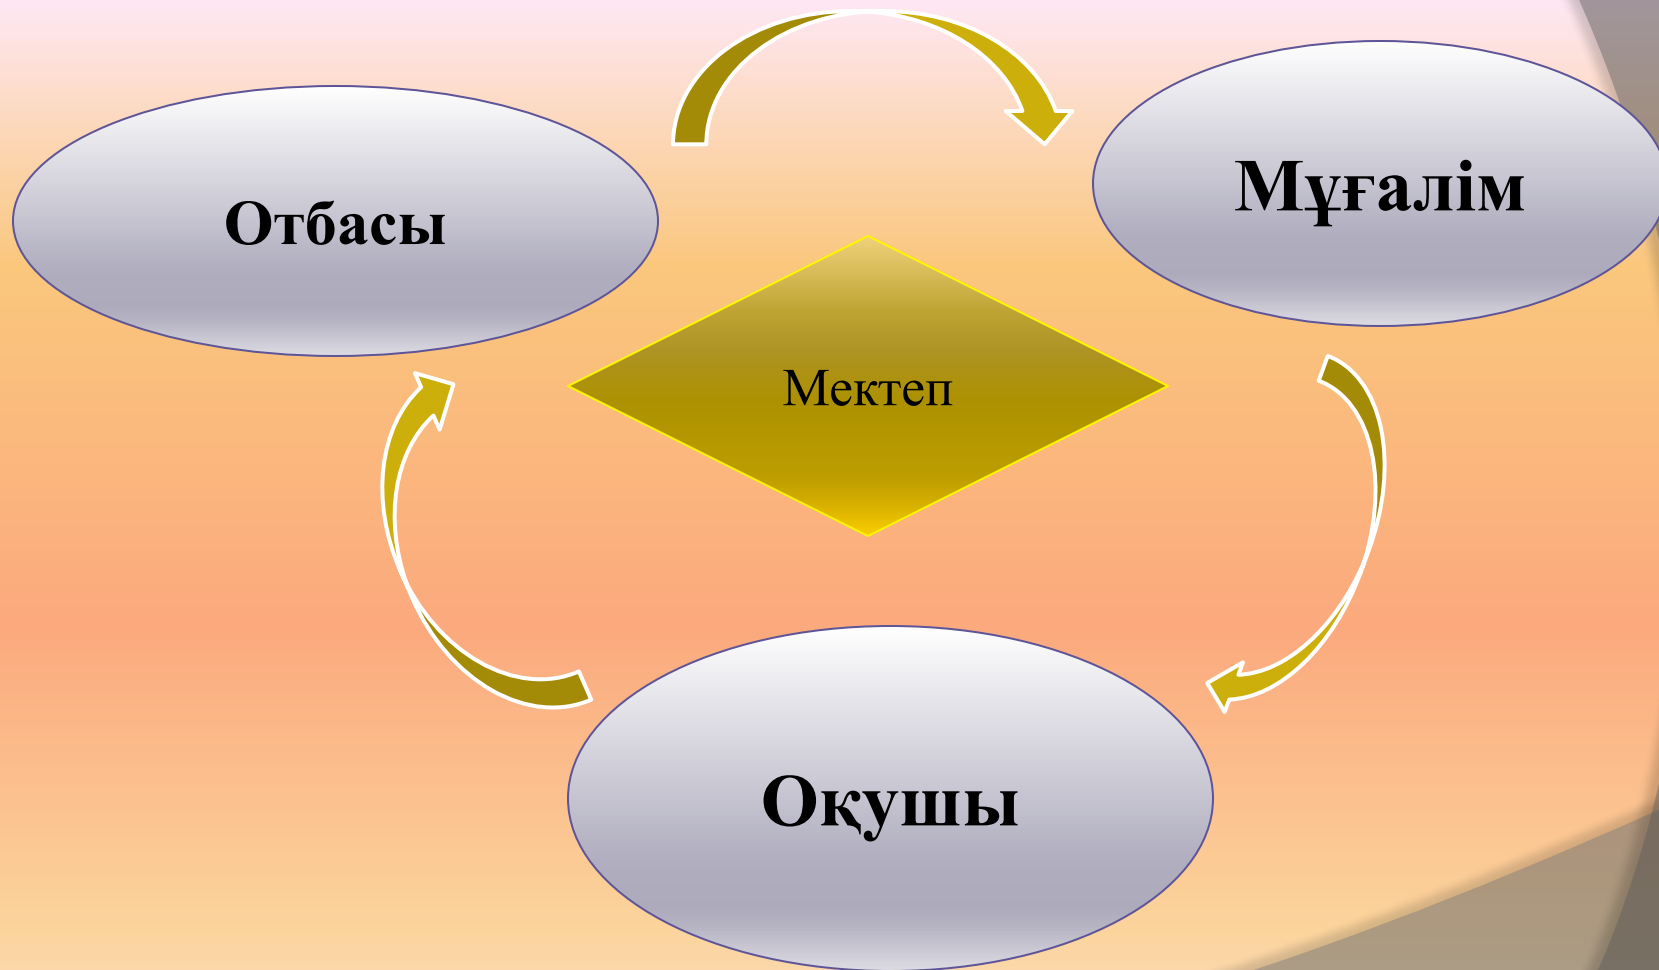 Отбасы
Мұғалім
Мектеп
Оқушы